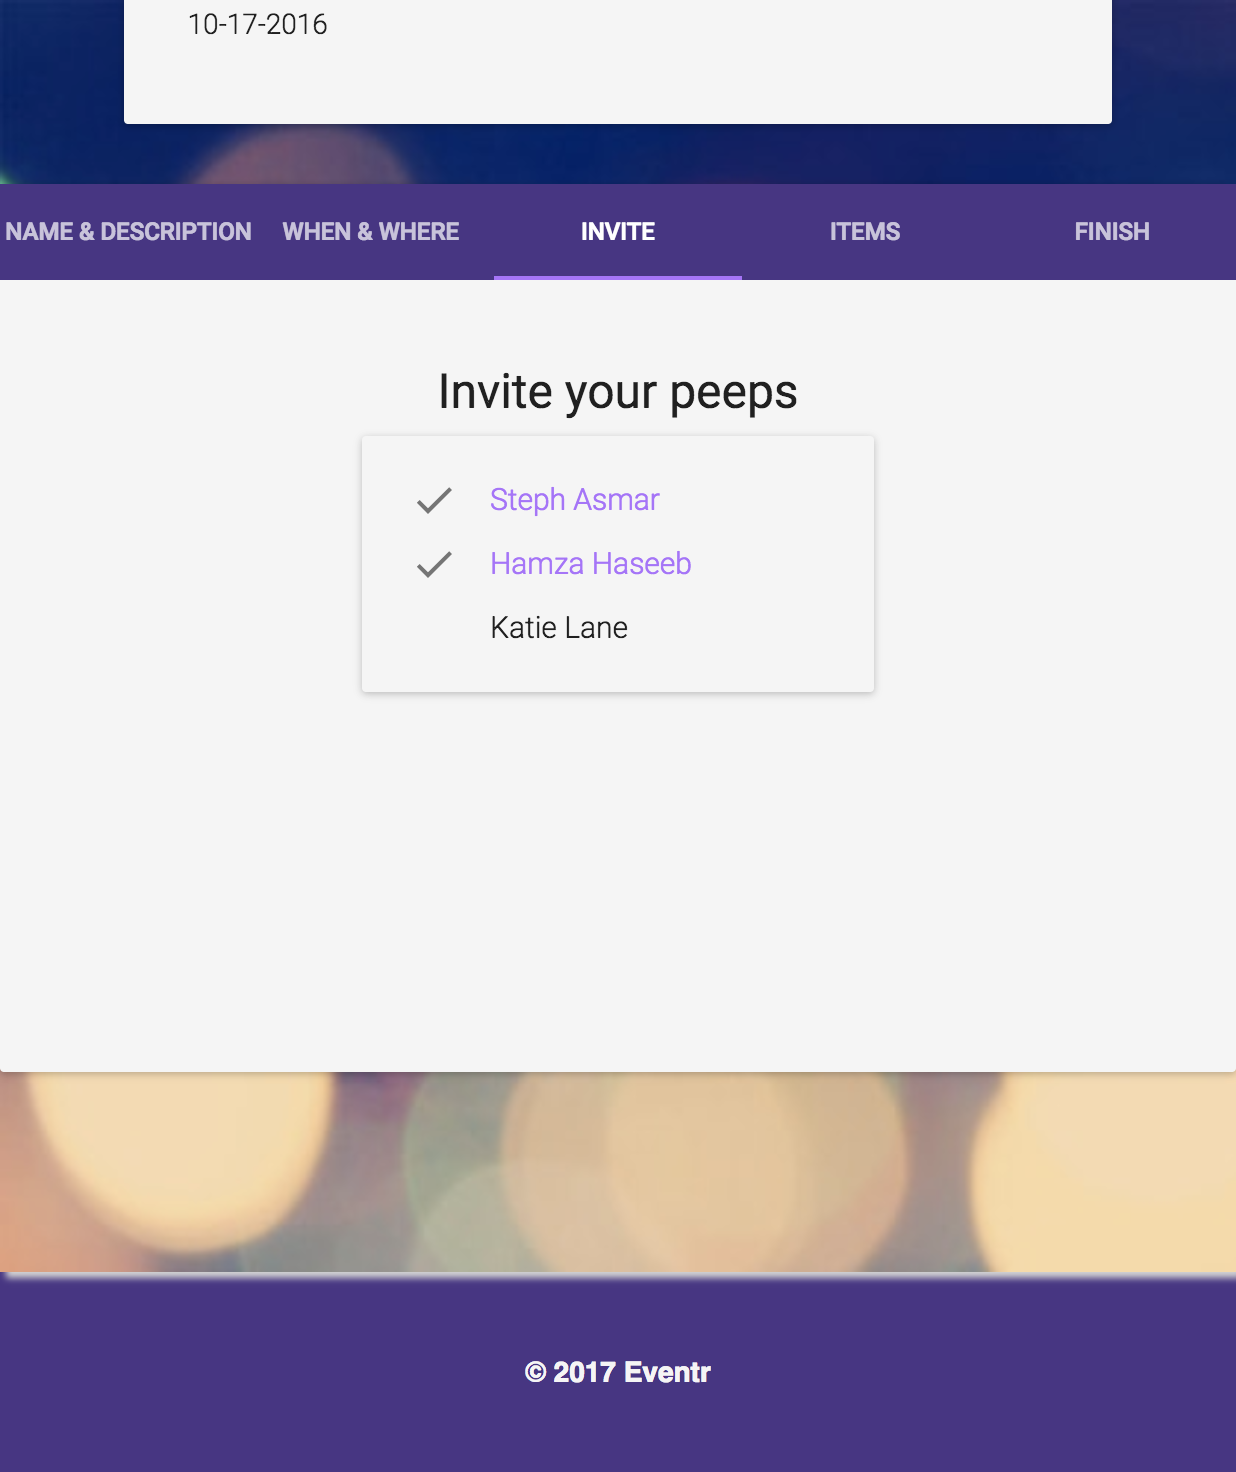 10-17-2016
NAME & DESCRIPTION WHEN & WHERE INVITE ITEMS FINISH
Invite your peeps
Steph Asmar
Hamza Haseeb
Katie Lane
© 2017 Eventr